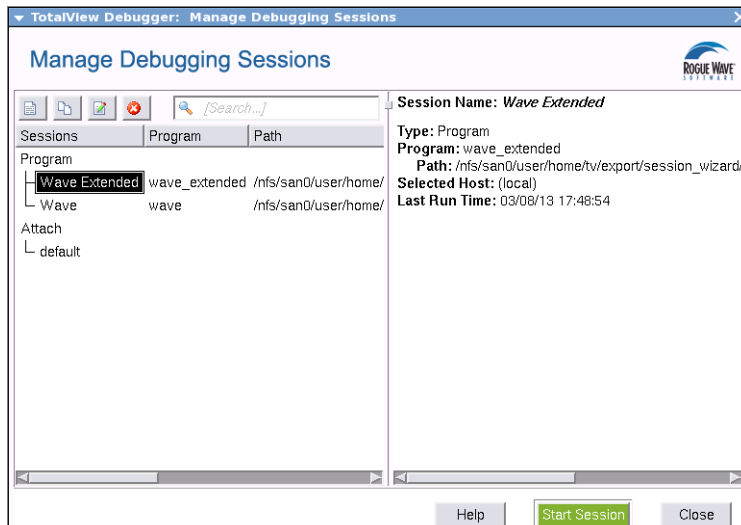 TotalView Debugger: Manage Debugging Sessions
Manage Debugging Sessions
ROGUE WAVE
SOFTWARE
[Search...]
Sessions Program Path
Program
Wave Extended wave_extended /nfs/san0/user/home/
Wave wave /nfs/san0/user/home/
Attach
default
Session Name: Wave Extended
Type: Program
Program: wave_extended
Path: /nfs/san0/user/home/tv/export/session_wizard/
Selected Host: (local)
Last Run Time: 03/08/13 17:48:54
Help Start Session Close